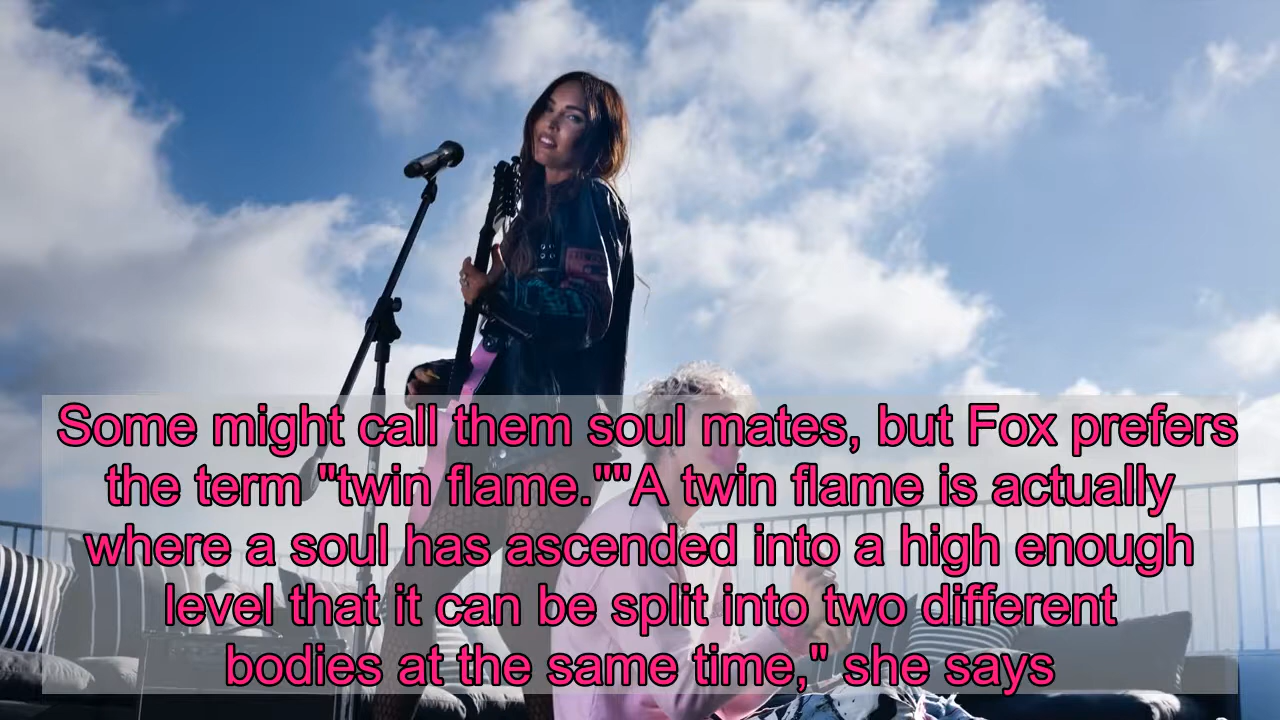 Some might call them soul mates, but Fox prefers
the term "twin flame.""A twin flame is actually
where a soul has ascended into a high enough
level that it can be split into two different
bodies at the same time," she says